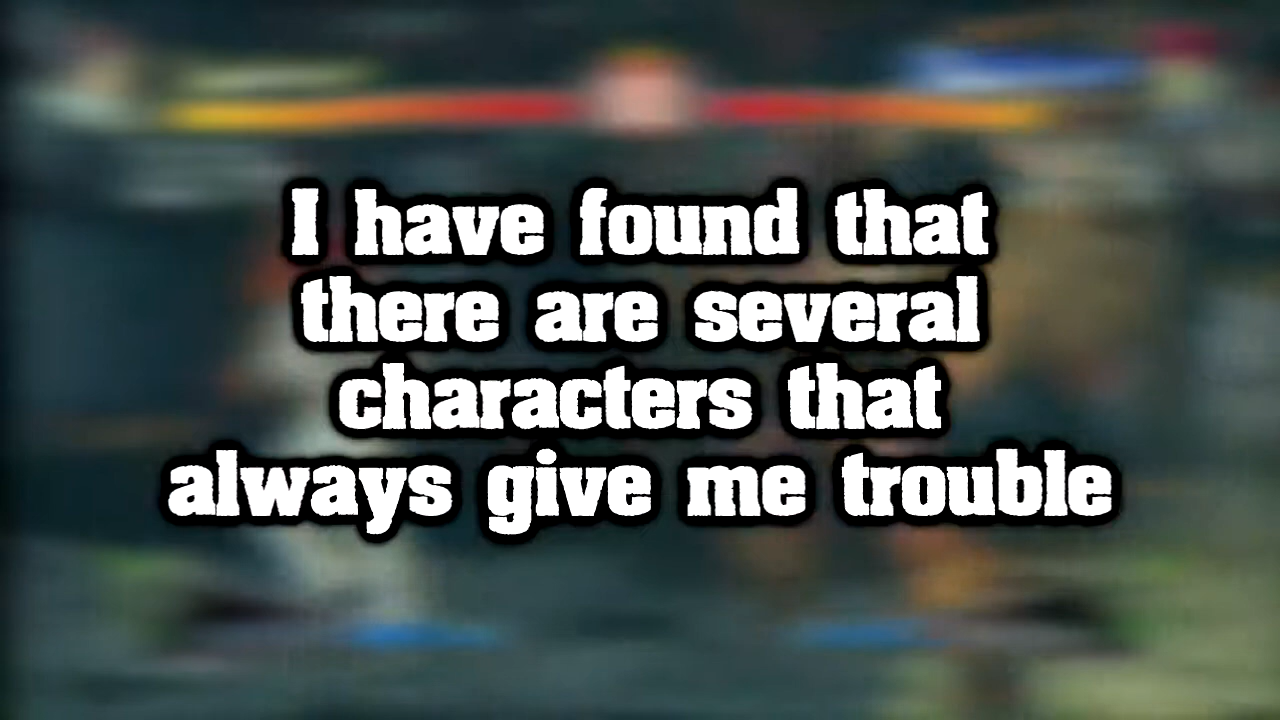 I have found that
there are several
characters that
always give me trouble